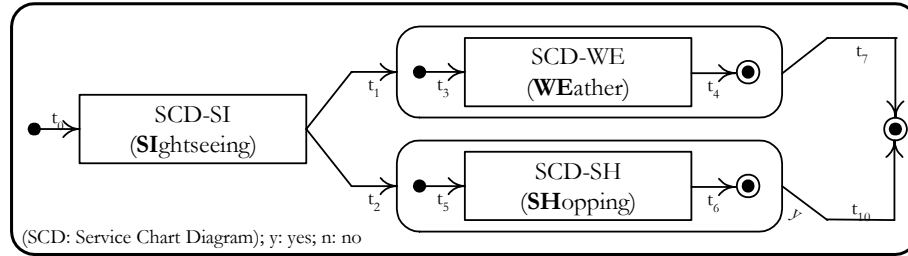 SCD-WE
(WEather)
t7
t1
t3
t4
t0
SCD-SI
(SIghtseeing)
SCD-SH
(SHopping)
t2
t5
t6
y
t10
(SCD: Service Chart Diagram); y: yes; n: no